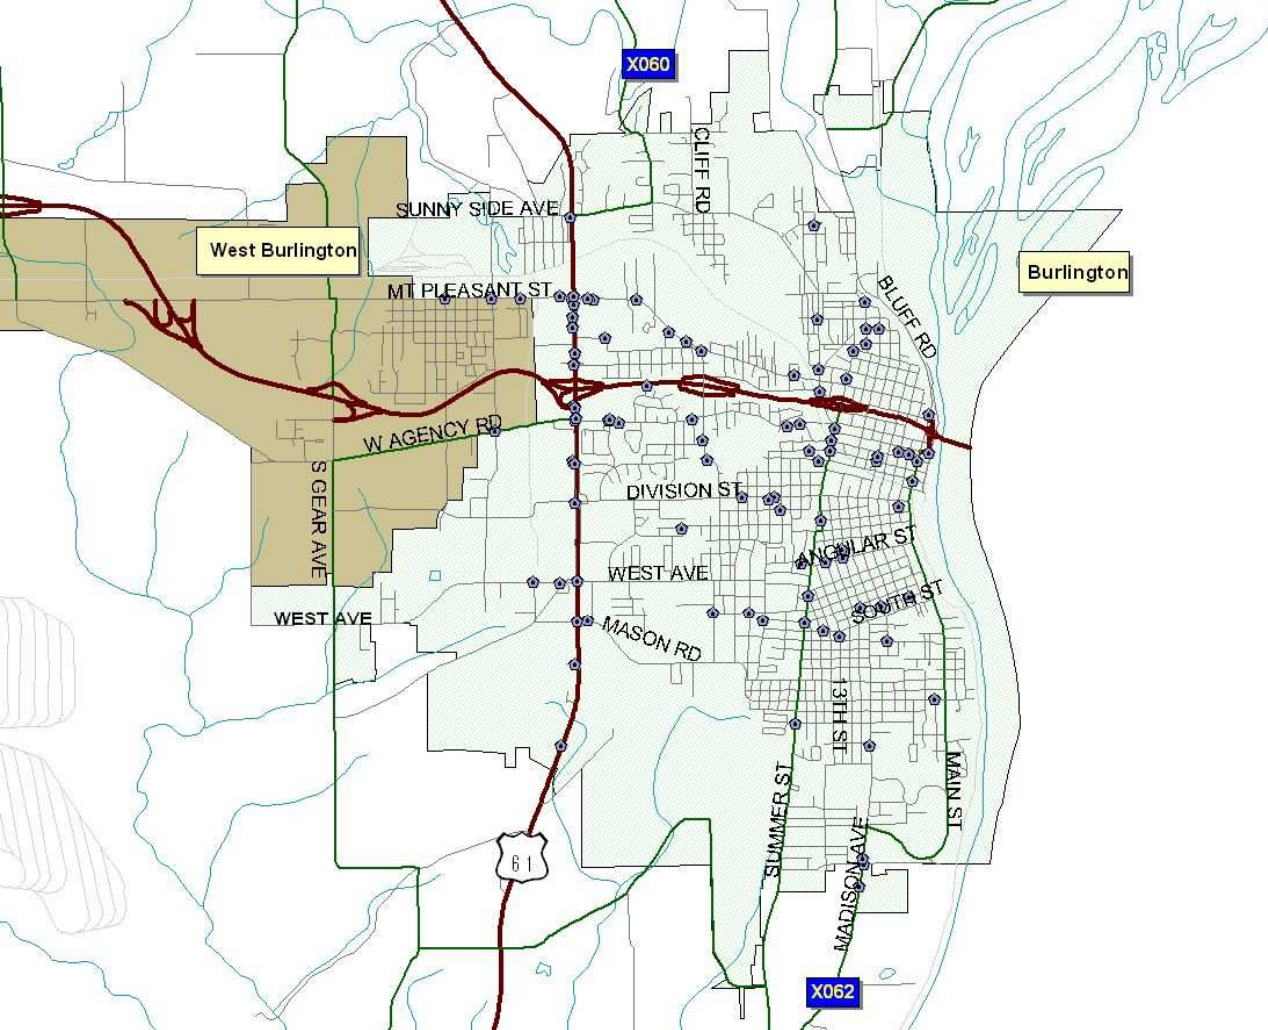 X060
CLIFF RD
SUNNY SIDE AVE
West Burlington
Burlington
MT PLEASANT ST
BLUFF RD
W AGENCY RD
S GEAR AVE
DIVISION ST
ANGULAR ST
WEST AVE
SOUTH ST
WEST AVE
MASON RD
13TH ST
SUMMER ST
MAIN ST
MADISON AVE
61
X062